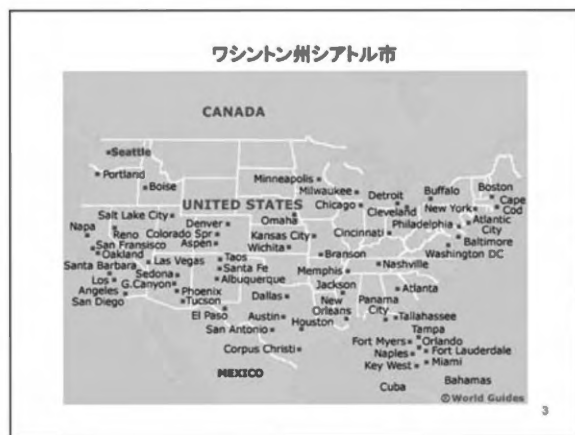 ワシントン州シアトル市
CANADA
Seattle
Portland
Boise
Minneapolis
Milwaukee
Detroit
Buffalo
Boston
UNITED STATES
Chicago
Cleveland
New York
Cape
Cod
Salt Lake City
Denver
Omaha
Philadelphia
Atlantic
City
Napa
Reno
Colorado Spr
Kansas City
Cincinnati
Baltimore
San Fransisco
Aspen
Wichita
Washington DC
Oakland
Las Vegas
Taos
Branson
Nashville
Santa Barbara
Sedona
Santa Fe
Memphis
Los
Angeles
G.Canyon
Albuquerque
Jackson
San Diego
Phoenix
Dallas
New
Orleans
Panama
City
Atlanta
Tucson
El Paso
Austin
Houston
Tallahassee
San Antonio
Tampa
Orlando
Corpus Christi
Fort Myers
Fort Lauderdale
Naples
Miami
MEXICO
Key West
Cuba
Bahamas
©World Guides
3